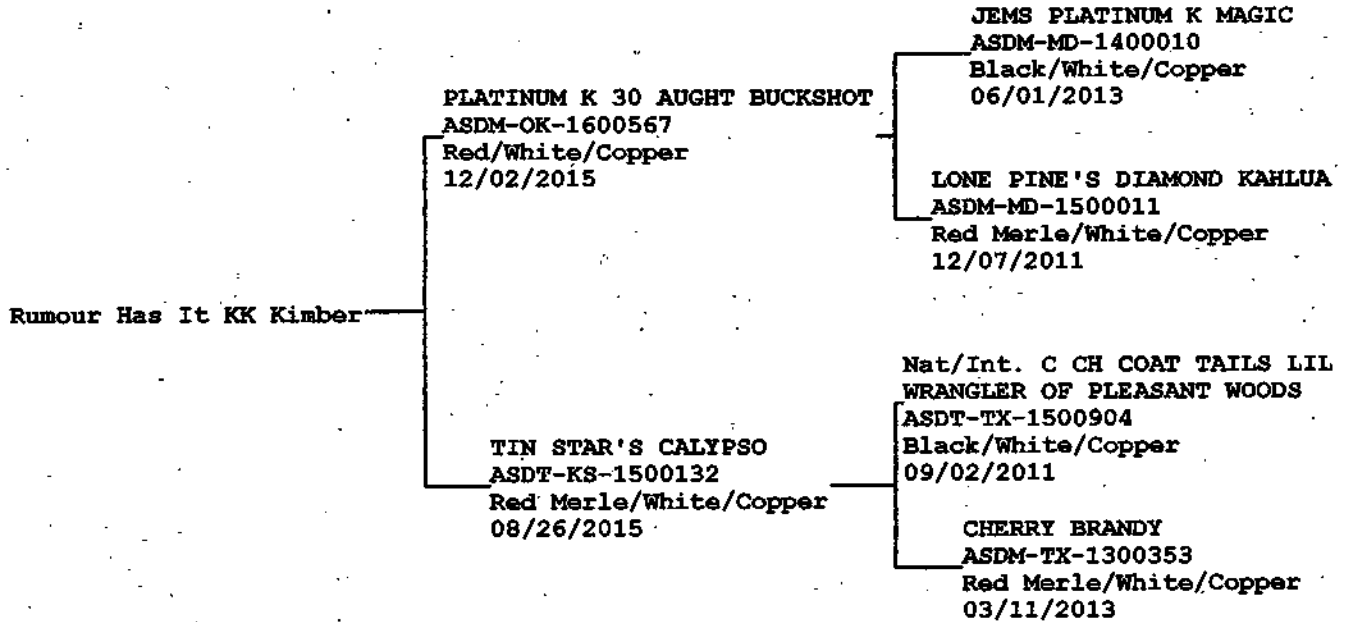 JEMS PLATINUM K MAGIC
ASDM-MD-1400010
Black/White/Copper
06/01/2013
PLATINUM K 30 AUGHT BUCKSHOT
ASDM-OK-1600567
Red/White/Copper
12/02/2015
LONE PINE'S DIAMOND KAHLUA
ASDM-MD-1500011
Red Merle/White/Copper
12/07/2011
Rumour Has It KK Kimber
Nat/Int. C CH COAT TAILS LIL
WRANGLER OF PLEASANT WOODS
ASDT-TX-1500904
Black/White/Copper
09/02/2011
TIN STAR'S CALYPSO
ASDT-KS-1500132
Red Merle/White/Copper
08/26/2015
CHERRY BRANDY
ASDM-TX-1300353
Red Merle/White/Copper
03/11/2013